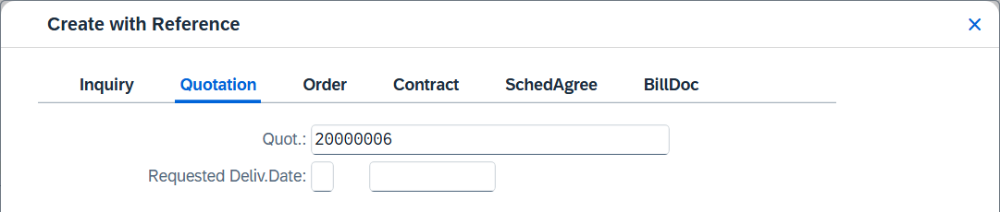 Create with Reference
Inquiry Quotation Order Contract SchedAgree BillDoc
Quot.: 20000006
Requested Deliv.Date: